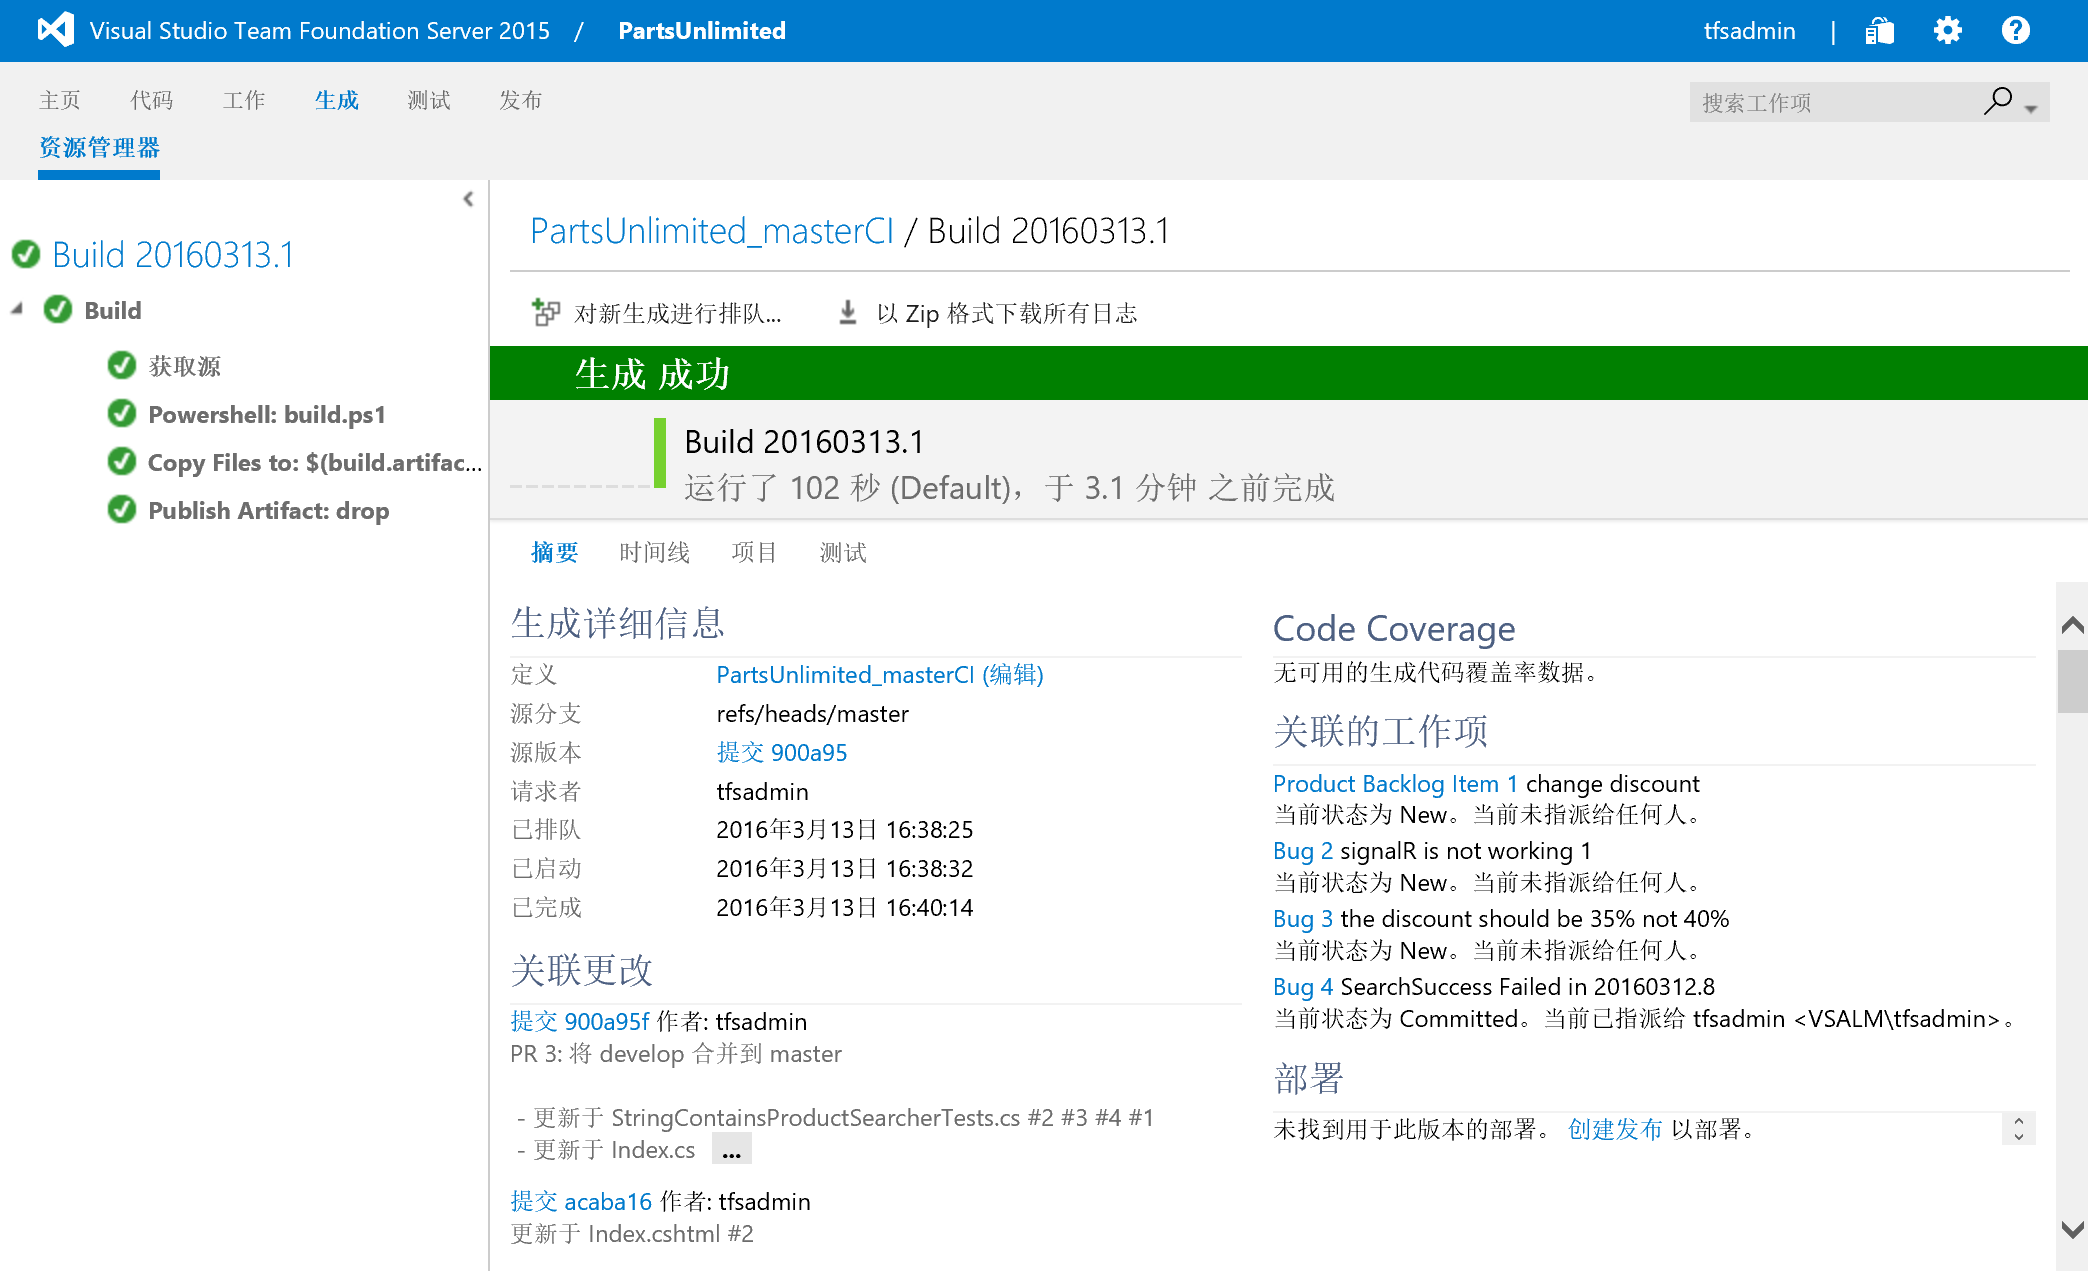 Visual Studio Team Foundation Server 2015 / PartsUnlimited
tfsadmin |
主页 代码 工作 生成 测试 发布
搜索工作项
资源管理器
Build 20160313.1
Build
获取源
Powershell: build.ps1
Copy Files to: $(build.artifac...
Publish Artifact: drop
PartsUnlimited_masterCI / Build 20160313.1
对新生成进行排队... 以 Zip 格式下载所有日志
生成 成功
Build 20160313.1
运行了 102 秒 (Default)，于 3.1 分钟 之前完成
摘要 时间线 项目 测试
生成详细信息
定义 PartsUnlimited_masterCI (编辑)
源分支 refs/heads/master
源版本 提交 900a95
请求者 tfsadmin
已排队 2016年3月13日 16:38:25
已启动 2016年3月13日 16:38:32
已完成 2016年3月13日 16:40:14
关联更改
提交 900a95f 作者: tfsadmin
PR 3: 将 develop 合并到 master
- 更新于 StringContainsProductSearcherTests.cs #2 #3 #4 #1
- 更新于 Index.cs ...
提交 acaba16 作者: tfsadmin
更新于 Index.cshtml #2
Code Coverage
无可用的生成代码覆盖率数据。
关联的工作项
Product Backlog Item 1 change discount
当前状态为 New。当前未指派给任何人。
Bug 2 signalR is not working 1
当前状态为 New。当前未指派给任何人。
Bug 3 the discount should be 35% not 40%
当前状态为 New。当前未指派给任何人。
Bug 4 SearchSuccess Failed in 20160312.8
当前状态为 Committed。当前已指派给 tfsadmin <VSALM\tfsadmin>。
部署
未找到用于此版本的部署。 创建发布 以部署。